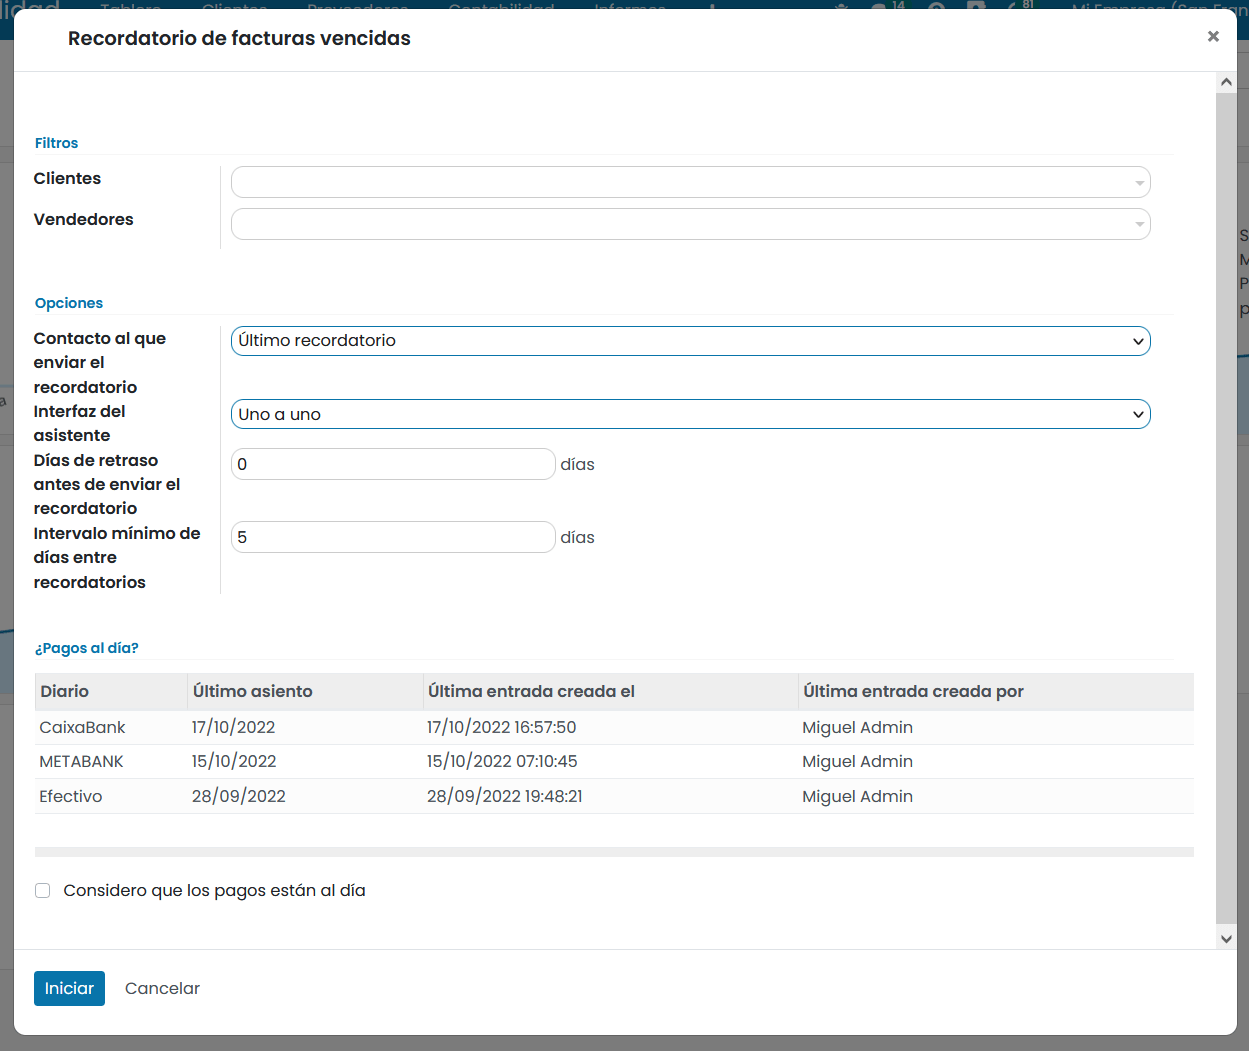 Recordatorio de facturas vencidas
Filtros
Clientes
Vendedores
Opciones
Contacto al que
enviar el
recordatorio
Último recordatorio
Interfaz del
asistente
Uno a uno
Días de retraso
antes de enviar el
recordatorio
0 días
Intervalo mínimo de
días entre
recordatorios
5 días
¿Pagos al día?
Diario Último asiento Última entrada creada el Última entrada creada por
CaixaBank 17/10/2022 17/10/2022 16:57:50 Miguel Admin
METABANK 15/10/2022 15/10/2022 07:10:45 Miguel Admin
Efectivo 28/09/2022 28/09/2022 19:48:21 Miguel Admin
Considero que los pagos están al día
Iniciar Cancelar